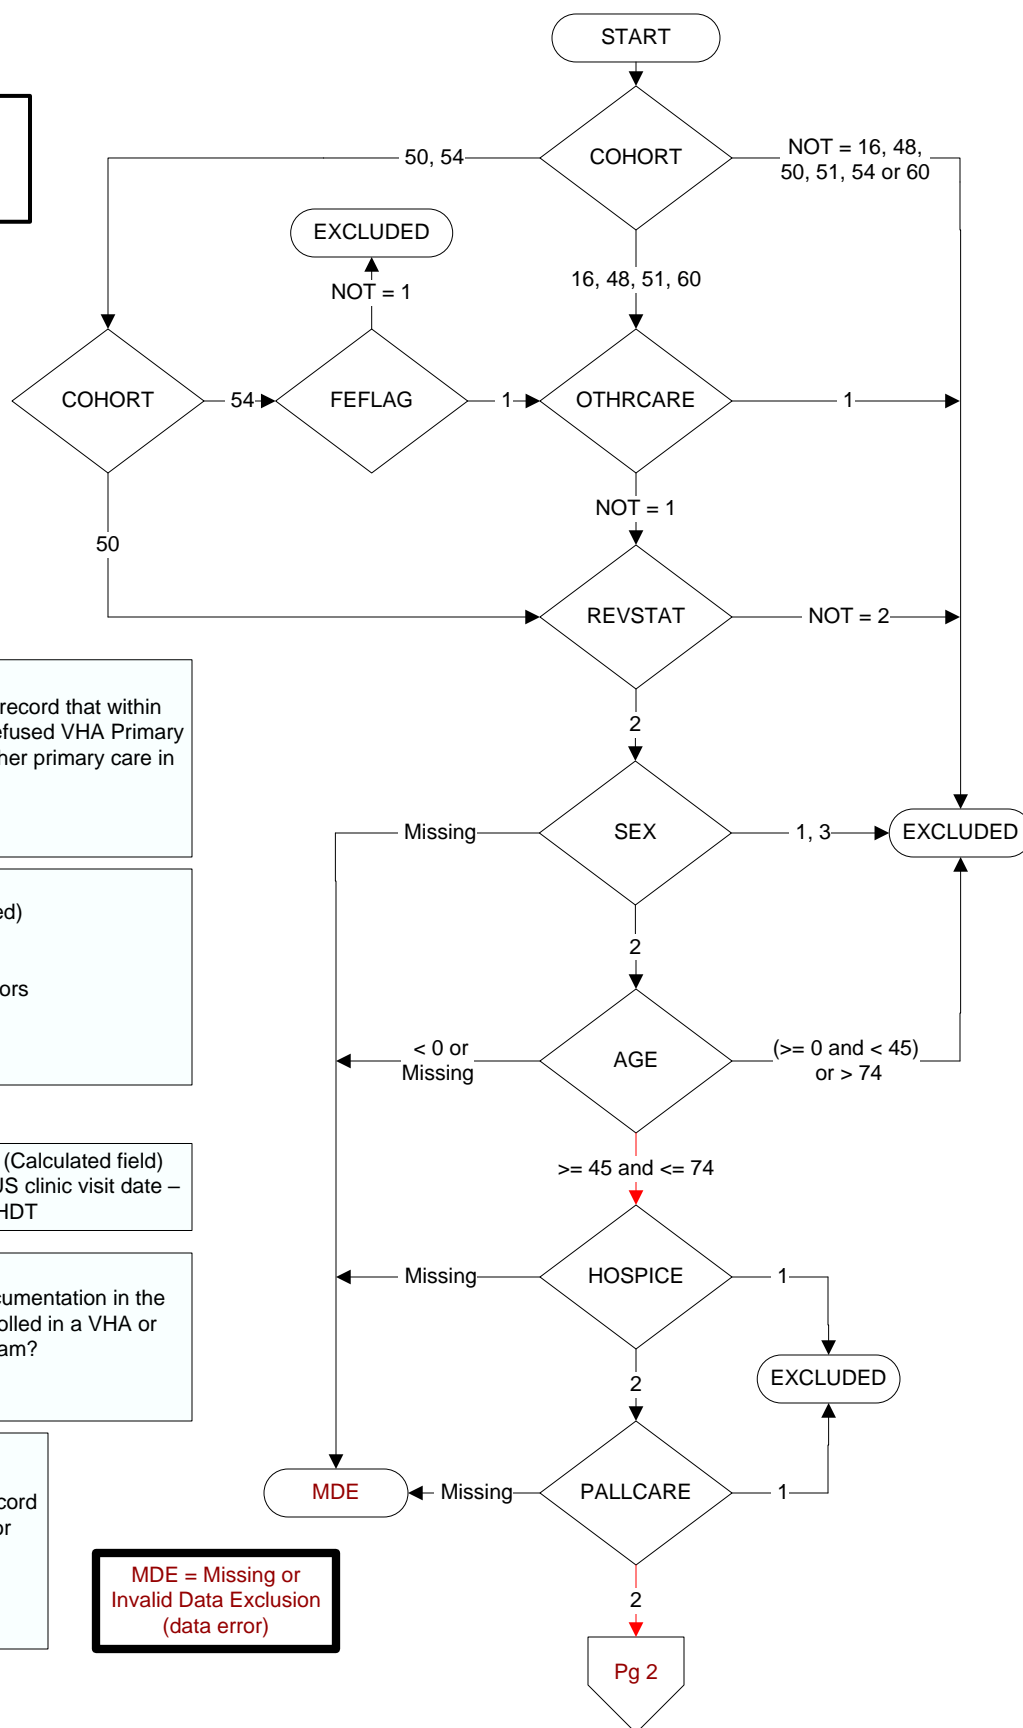 START
COHORT
50, 54
NOT = 16, 48,
50, 51, 54 or 60
EXCLUDED
NOT = 1
16, 48, 51, 60
COHORT
54
FEFLAG
1
OTHRCARE
1
NOT = 1
50
REVSTAT
NOT = 2
2
record that within
efused VHA Primary
her primary care in
SEX
Missing
1, 3
EXCLUDED
2
ed)
ors
AGE
< 0 or
Missing
(>= 0 and < 45)
or > 74
>= 45 and <= 74
(Calculated field)
US clinic visit date –
HDT
HOSPICE
Missing
1
cumentation in the
olled in a VHA or
am?
2
EXCLUDED
PALLCARE
Missing
1
MDE
cord
or
MDE = Missing or
Invalid Data Exclusion
(data error)
2
Pg 2